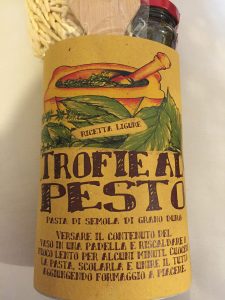 RICETTA LIGURE
TROFIE AL
PESTO
PASTA DI SEMOLA DI GRANO DURO
VERSARE IL CONTENUTO DEL
VASO IN UNA PADELLA E RISCALDARE A
FUOCO LENTO PER ALCUNI MINUTI. CUOCERE
LA PASTA, SCOLARLA E UNIRE IL TUTTO
AGGIUNGENDO FORMAGGIO A PIACERE.